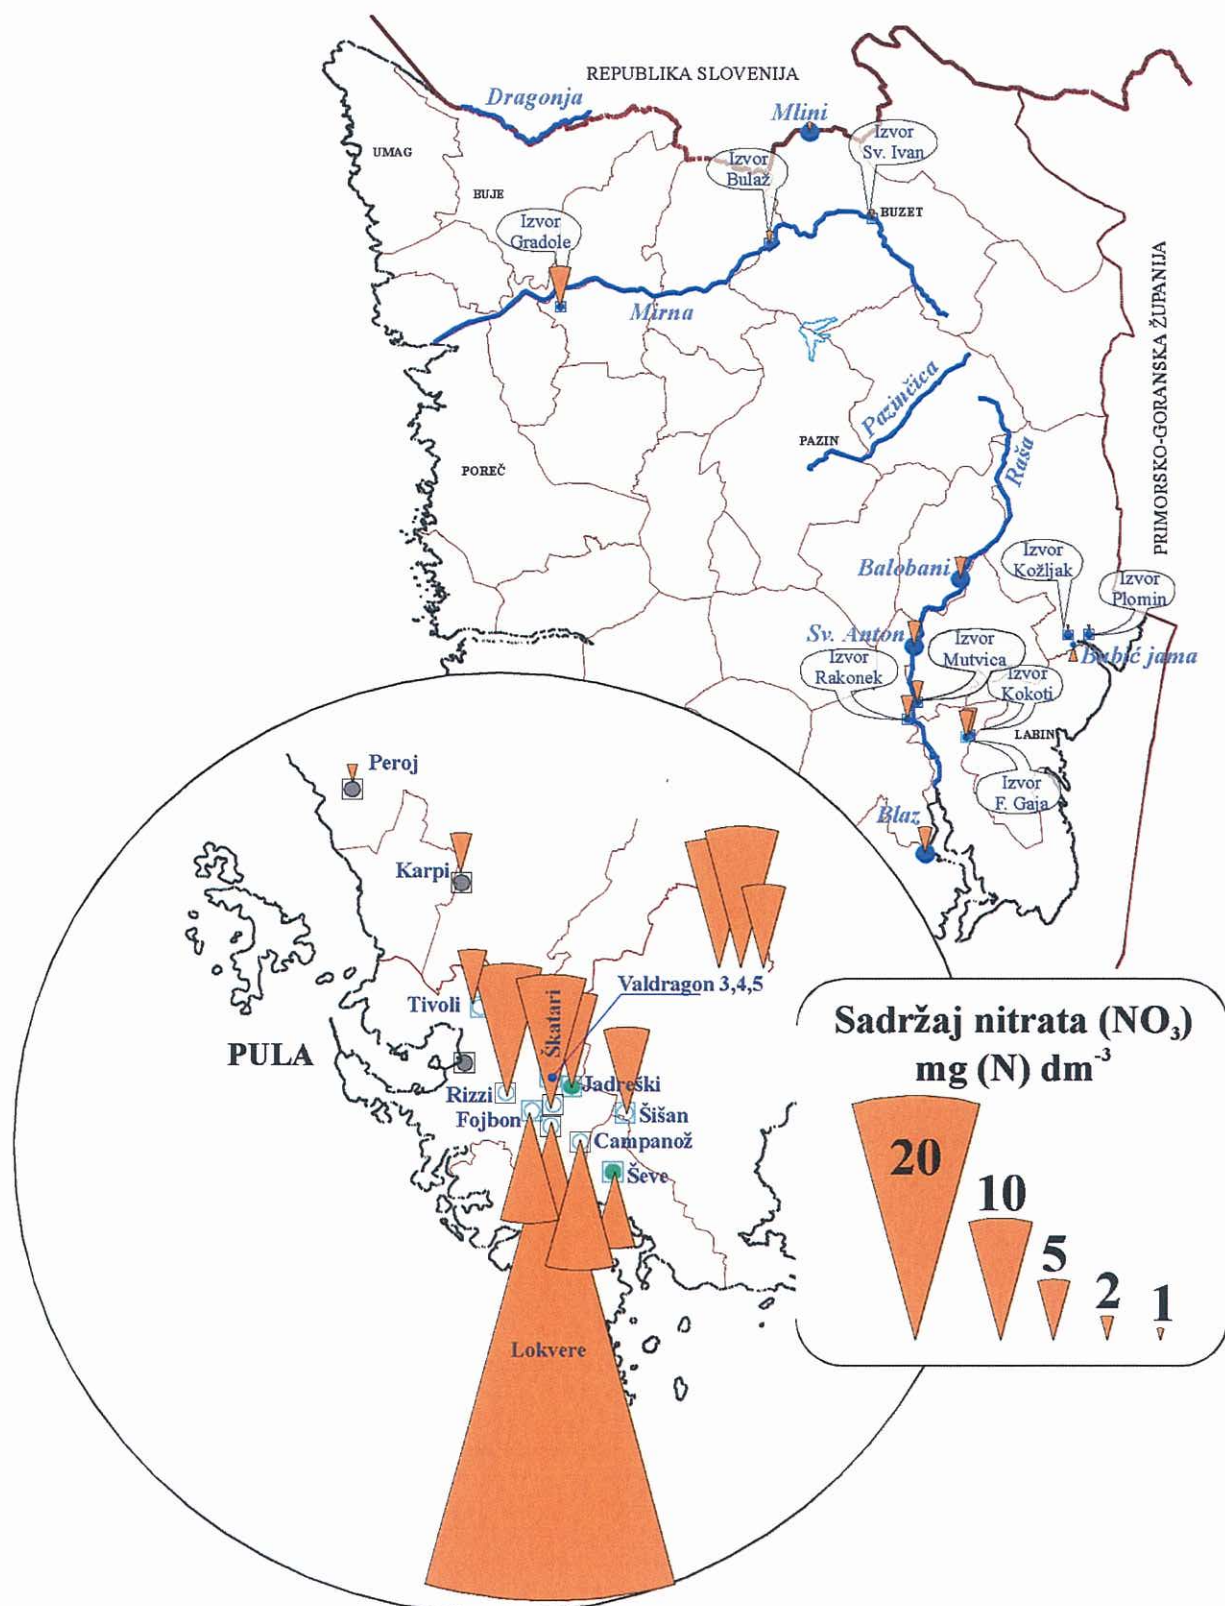 REPUBLIKA SLOVENIJA
Dragonja
Mlini
Izvor
Sv. Ivan
UMAG
Izvor
Bulaž
BUJE
BUZET
Izvor
Gradole
Mirna
PRIMORSKO-GORANSKA ŽUPANIJA
Pazinčica
PAZIN
POREČ
Raša
Balobani
Izvor
Kožljak
Izvor
Plomin
Sv. Anton
Izvor
Mutvica
Bubić jama
Izvor
Rakonek
Izvor
Kokoti
LABIN
Izvor
F. Gaja
Blaz
Peroj
Karpi
Valdragon 3,4,5
Tivoli
Škatari
PULA
Rizzi
Jadreški
Fojbon
Šišan
Campanož
Ševe
Lokvere
Sadržaj nitrata (NO₃)
mg (N) dm⁻³
20
10
5
2
1